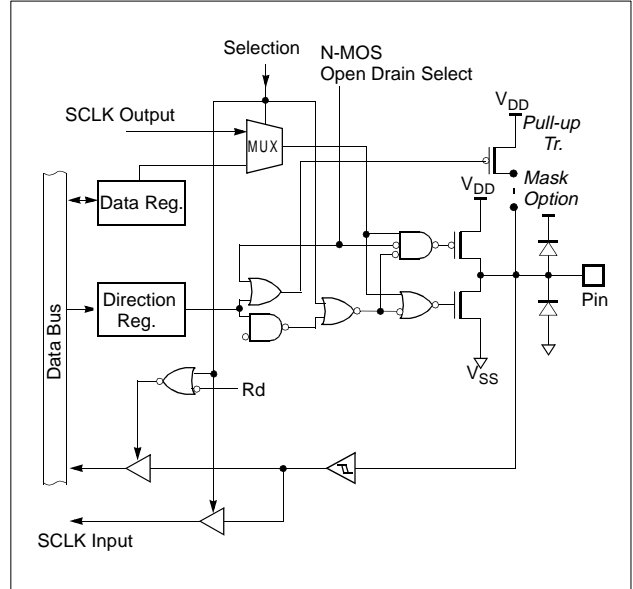 Selection
N-MOS
Open Drain Select
VDD
Pull-up
Tr.
SCLK Output
MUX
VDD
Mask
Option
Data Reg.
Data Bus
Direction
Reg.
Pin
VSS
Rd
SCLK Input